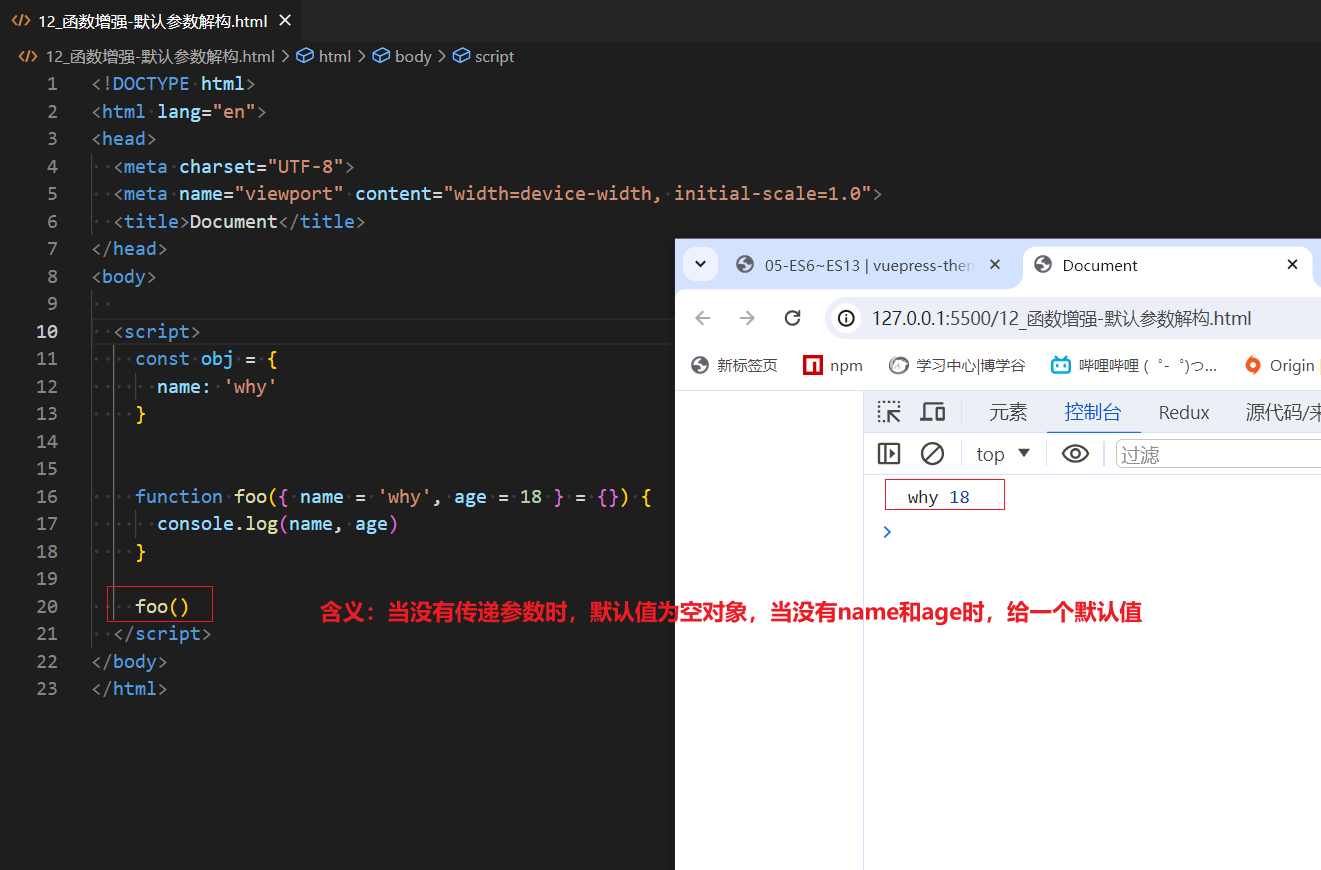 12_函数增强-默认参数解构.html
12_函数增强-默认参数解构.html > html > body > script
1 <!DOCTYPE html>
2 <html lang="en">
3 <head>
4 <meta charset="UTF-8">
5 <meta name="viewport" content="width=device-width, initial-scale=1.0">
6 <title>Document</title>
7 </head>
8 <body>
9
10 <script>
11 const obj = {
12 name: 'why'
13 }
14
15
16 function foo({ name = 'why', age = 18 } = {}) {
17 console.log(name, age)
18 }
19
20 foo()
21 </script>
22 </body>
23 </html>
含义：当没有传递参数时，默认值为空对象，当没有name和age时，给一个默认值
05-ES6~ES13 | vuepress-then
Document
127.0.0.1:5500/12_函数增强-默认参数解构.html
新标签页 npm 学习中心|博学谷 哔哩哔哩 ( ゜- ゜)つ... Origin
元素 控制台 Redux 源代码/来
top 过滤
why 18